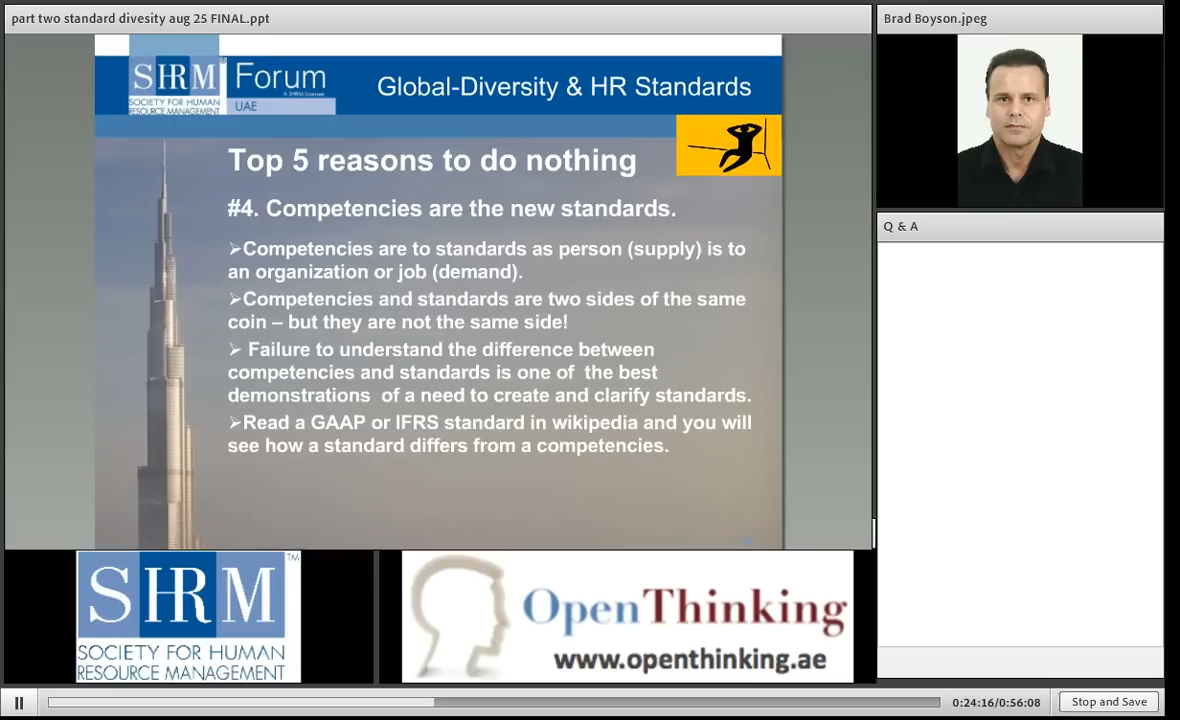 part two standard divesity aug 25 FINAL.ppt
Brad Boyson.jpeg
SHRM
SOCIETY FOR HUMAN
RESOURCE MANAGEMENT
Forum
UAE
Global-Diversity & HR Standards
Top 5 reasons to do nothing
#4. Competencies are the new standards.
➢Competencies are to standards as person (supply) is to
an organization or job (demand).
➢Competencies and standards are two sides of the same
coin – but they are not the same side!
➢ Failure to understand the difference between
competencies and standards is one of the best
demonstrations of a need to create and clarify standards.
➢Read a GAAP or IFRS standard in wikipedia and you will
see how a standard differs from a competencies.
Q & A
SHRM™
SOCIETY FOR HUMAN
RESOURCE MANAGEMENT
OpenThinking
www.openthinking.ae
0:24:16/0:56:08
Stop and Save